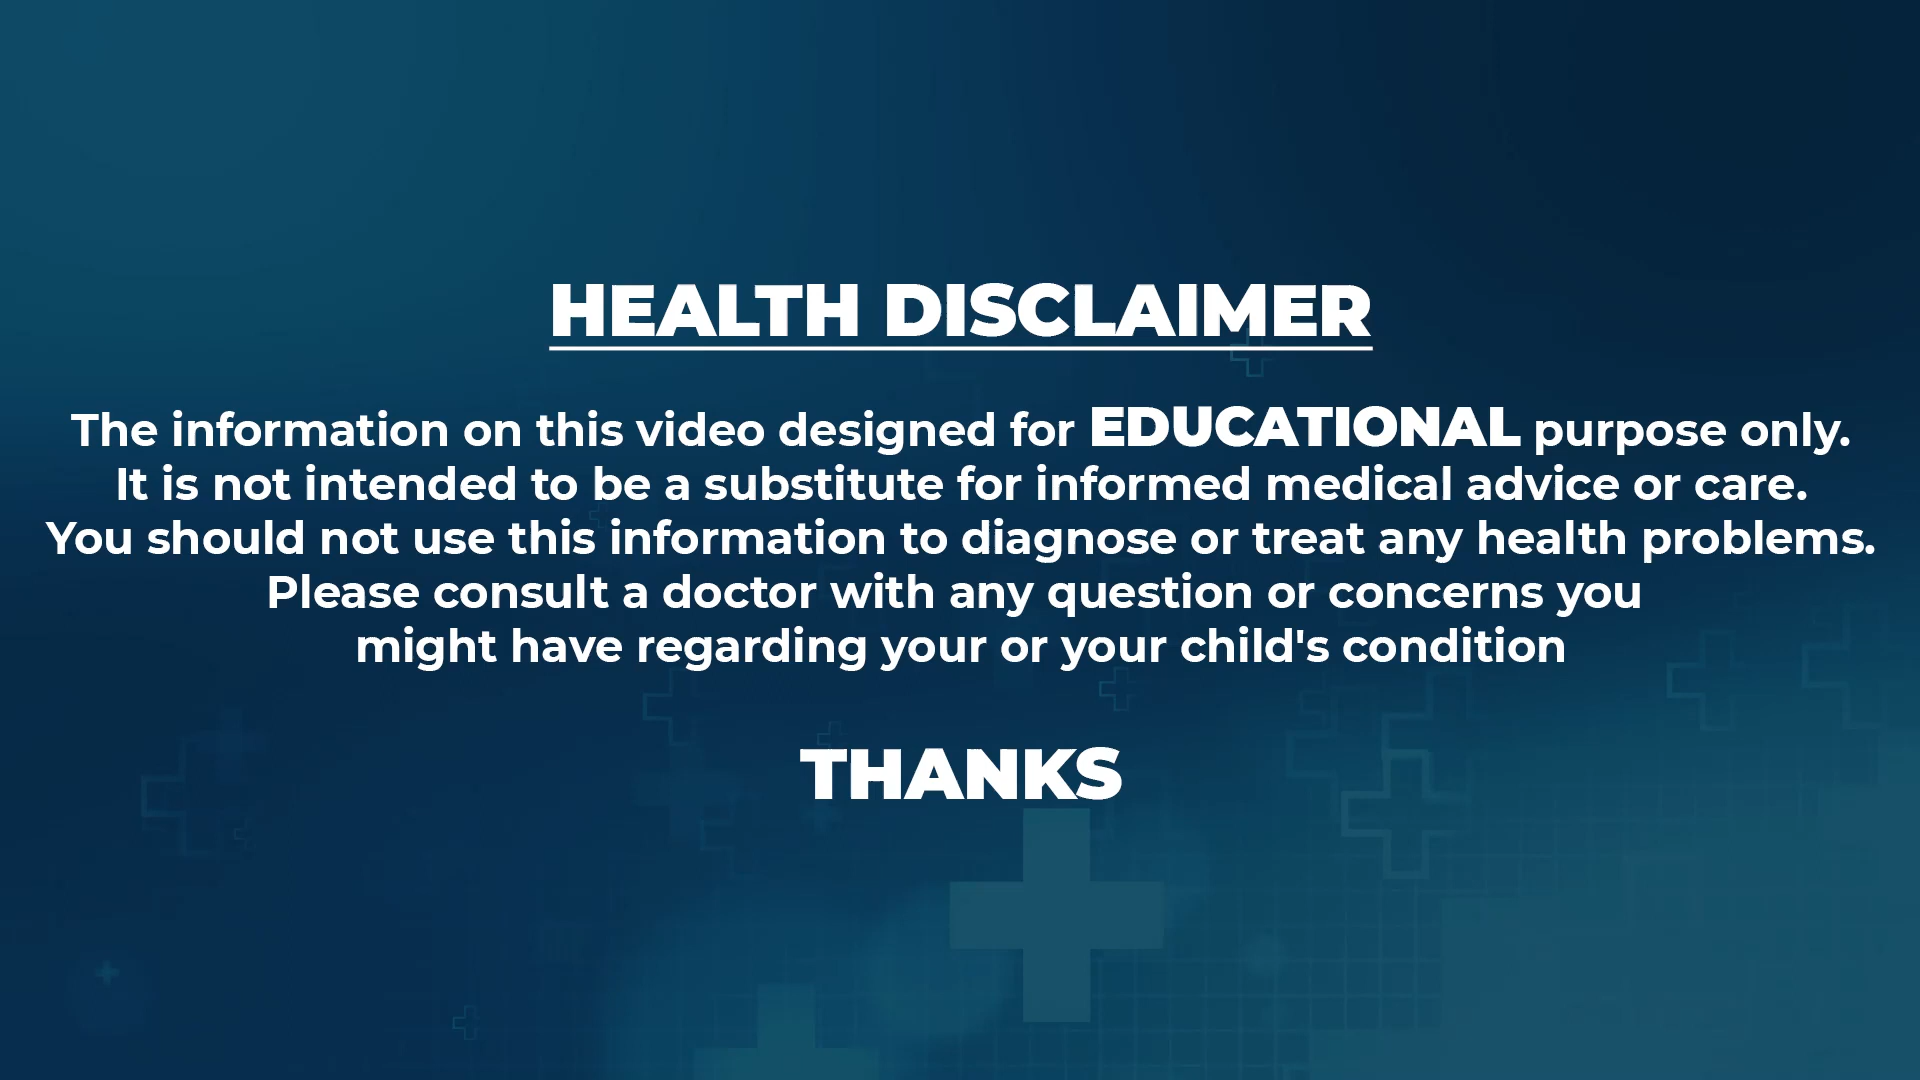 HEALTH DISCLAIMER
The information on this video designed for EDUCATIONAL purpose only.
It is not intended to be a substitute for informed medical advice or care.
You should not use this information to diagnose or treat any health problems.
Please consult a doctor with any question or concerns you
might have regarding your or your child's condition
THANKS